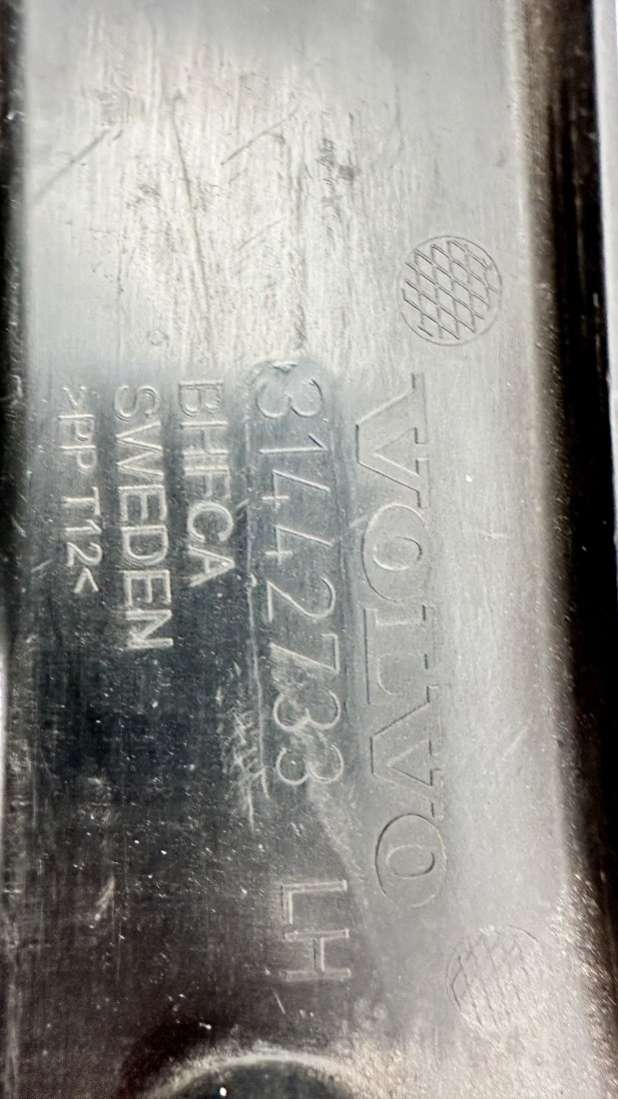 VOLVO
31442733 LH
BHFCA
SWEDEN
>PP T12<